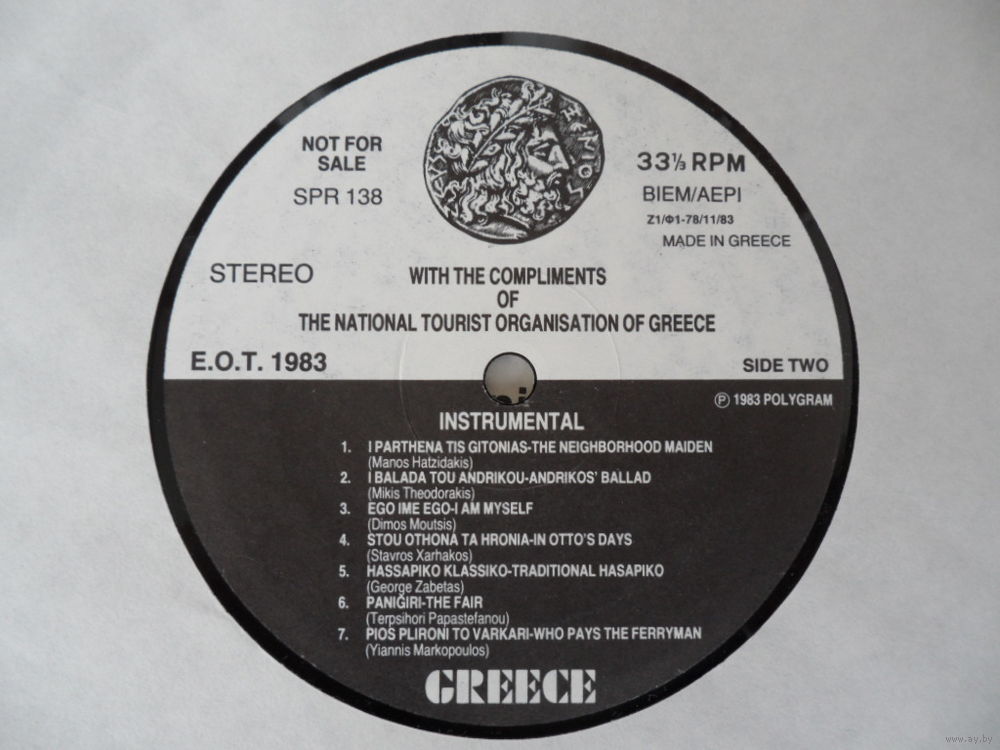 NOT FOR
SALE
SPR 138
ΞΕΝΙΟΣ
33⅓ RPM
BIEM/AEPI
Z1/Φ1-78/11/83
MADE IN GREECE
STEREO
WITH THE COMPLIMENTS
OF
THE NATIONAL TOURIST ORGANISATION OF GREECE
E.O.T. 1983
SIDE TWO
℗ 1983 POLYGRAM
INSTRUMENTAL
1. I PARTHENA TIS GITONIAS-THE NEIGHBORHOOD MAIDEN
(Manos Hatzidakis)
2. I BALADA TOU ANDRIKOU-ANDRIKOS' BALLAD
(Mikis Theodorakis)
3. EGO IME EGO-I AM MYSELF
(Dimos Moutsis)
4. STOU OTHONA TA HRONIA-IN OTTO'S DAYS
(Stavros Xarhakos)
5. HASSAPIKO KLASSIKO-TRADITIONAL HASAPIKO
(George Zabetas)
6. PANIGIRI-THE FAIR
(Terpsihori Papastefanou)
7. PIOS PLIRONI TO VARKARI-WHO PAYS THE FERRYMAN
(Yiannis Markopoulos)
GREECE
www.ay.by